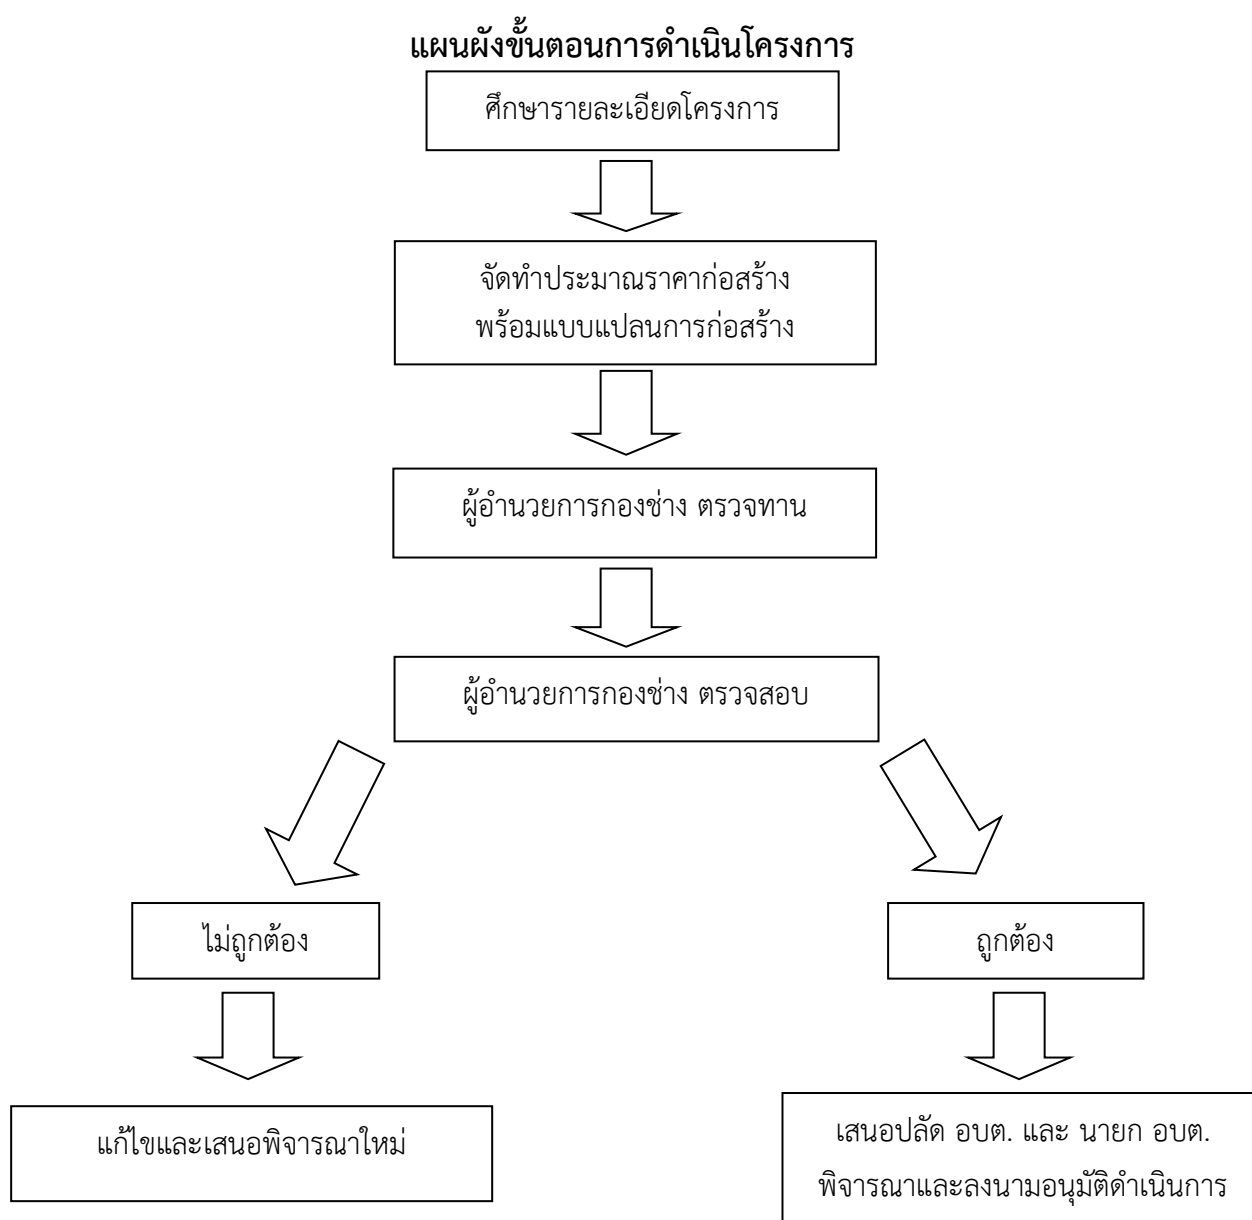 แผนผังขั้นตอนการดำเนินโครงการ
ศึกษารายละเอียดโครงการ
จัดทำประมาณราคาก่อสร้าง
พร้อมแบบแปลนการก่อสร้าง
ผู้อำนวยการกองช่าง ตรวจทาน
ผู้อำนวยการกองช่าง ตรวจสอบ
ไม่ถูกต้อง
ถูกต้อง
แก้ไขและเสนอพิจารณาใหม่
เสนอปลัด อบต. และ นายก อบต.
พิจารณาและลงนามอนุมัติดำเนินการ